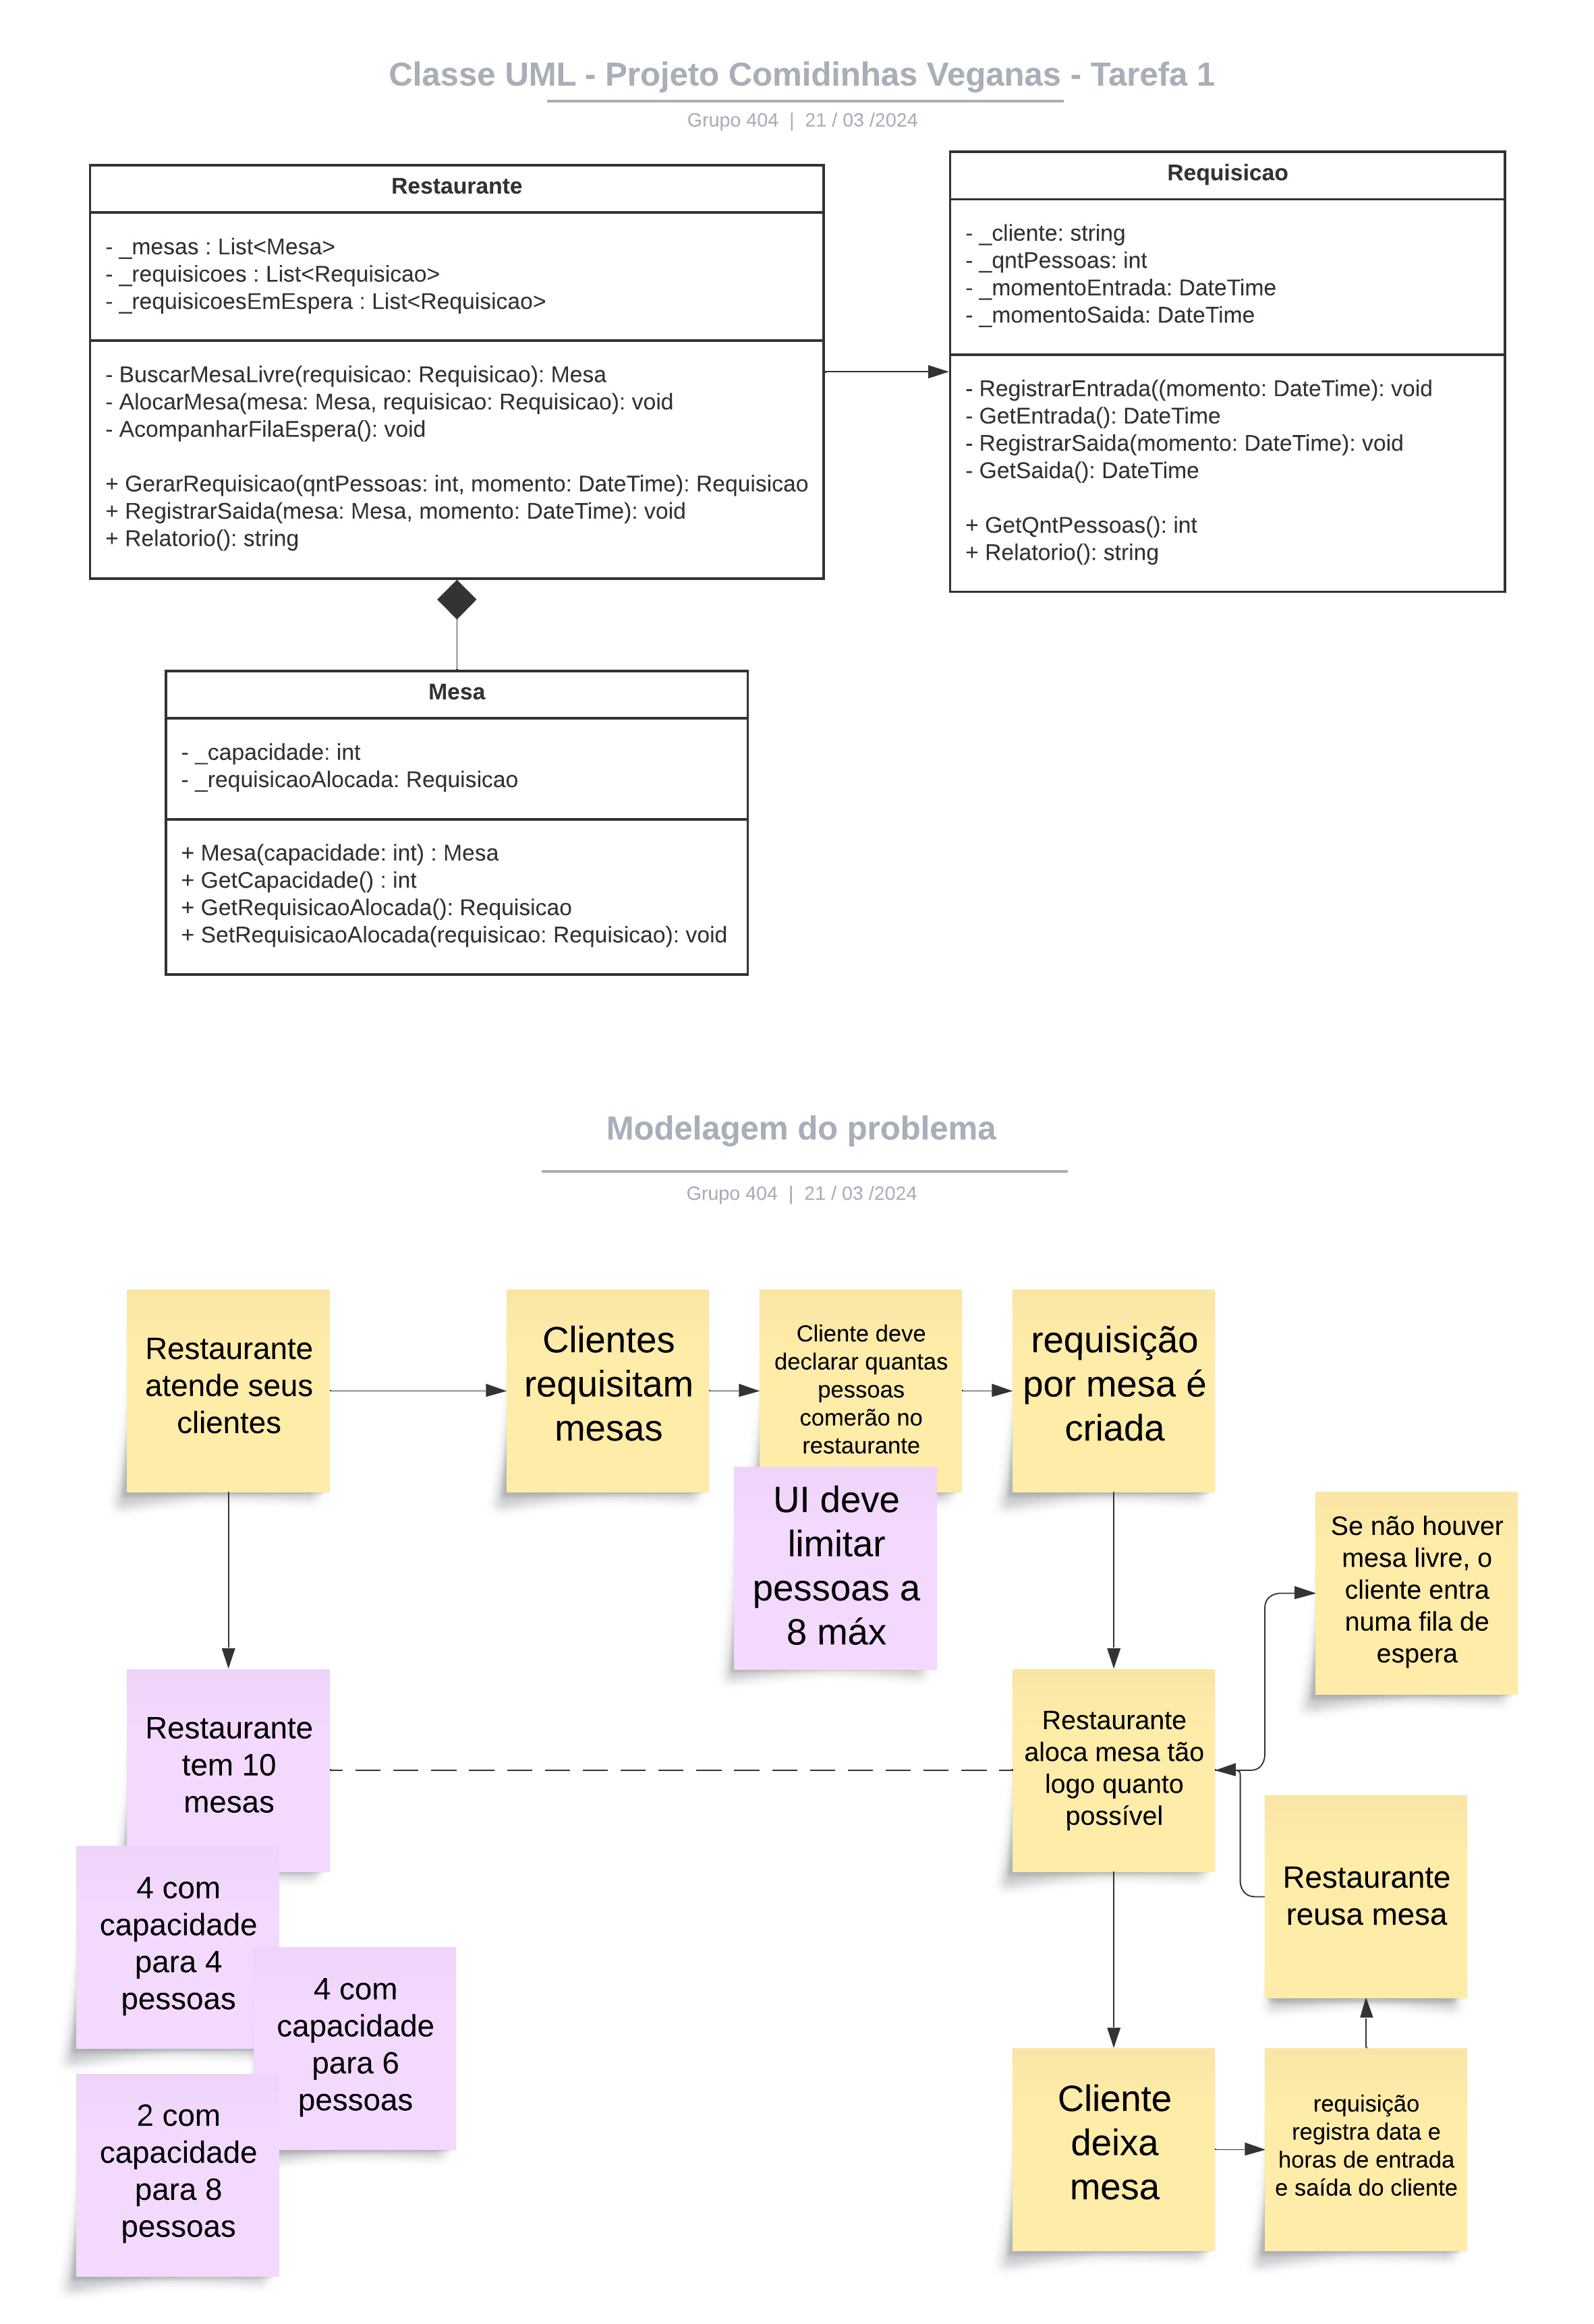 Classe UML - Projeto Comidinhas Veganas - Tarefa 1
Grupo 404 | 21 / 03 /2024
Restaurante
- _mesas : List<Mesa>
- _requisicoes : List<Requisicao>
- _requisicoesEmEspera : List<Requisicao>
- BuscarMesaLivre(requisicao: Requisicao): Mesa
- AlocarMesa(mesa: Mesa, requisicao: Requisicao): void
- AcompanharFilaEspera(): void
+ GerarRequisicao(qntPessoas: int, momento: DateTime): Requisicao
+ RegistrarSaida(mesa: Mesa, momento: DateTime): void
+ Relatorio(): string
Requisicao
- _cliente: string
- _qntPessoas: int
- _momentoEntrada: DateTime
- _momentoSaida: DateTime
- RegistrarEntrada((momento: DateTime): void
- GetEntrada(): DateTime
- RegistrarSaida(momento: DateTime): void
- GetSaida(): DateTime
+ GetQntPessoas(): int
+ Relatorio(): string
Mesa
- _capacidade: int
- _requisicaoAlocada: Requisicao
+ Mesa(capacidade: int) : Mesa
+ GetCapacidade() : int
+ GetRequisicaoAlocada(): Requisicao
+ SetRequisicaoAlocada(requisicao: Requisicao): void
Modelagem do problema
Grupo 404 | 21 / 03 /2024
Restaurante
atende seus
clientes
Clientes
requisitam
mesas
Cliente deve
declarar quantas
pessoas
comerão no
restaurante
UI deve
limitar
pessoas a
8 máx
requisição
por mesa é
criada
Se não houver
mesa livre, o
cliente entra
numa fila de
espera
Restaurante
tem 10
mesas
Restaurante
aloca mesa tão
logo quanto
possível
Restaurante
reusa mesa
4 com
capacidade
para 4
pessoas
4 com
capacidade
para 6
pessoas
2 com
capacidade
para 8
pessoas
Cliente
deixa
mesa
requisição
registra data e
horas de entrada
e saída do cliente